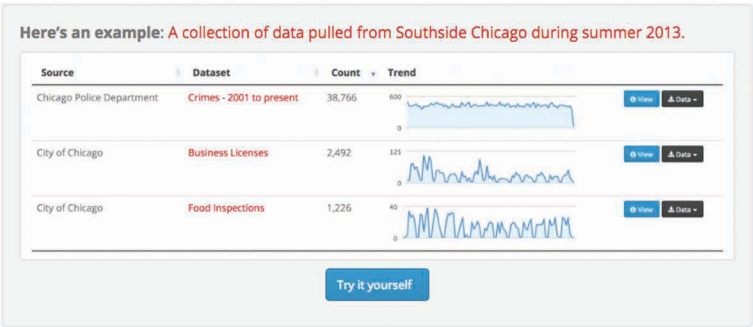 Here's an example: A collection of data pulled from Southside Chicago during summer 2013.
Source Dataset Count Trend
Chicago Police Department Crimes - 2001 to present 38,766 600 0 View Data
City of Chicago Business Licenses 2,492 125 0 View Data
City of Chicago Food Inspections 1,226 40 0 View Data
Try it yourself